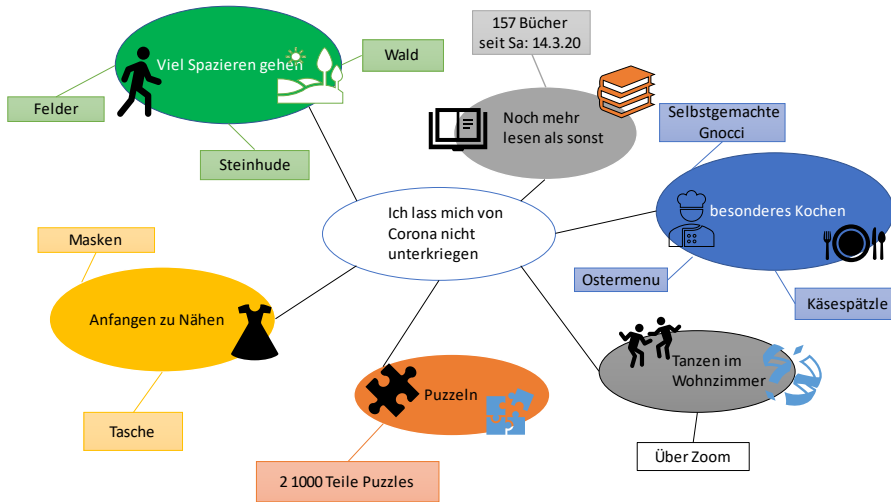 157 Bücher
seit Sa: 14.3.20
Viel Spazieren gehen
Wald
Felder
Steinhude
Noch mehr
lesen als sonst
Selbstgemachte
Gnocci
besonderes Kochen
Ostermenu
Käsespätzle
Ich lass mich von
Corona nicht
unterkriegen
Masken
Anfangen zu Nähen
Tasche
Puzzeln
2 1000 Teile Puzzles
Tanzen im
Wohnzimmer
Über Zoom